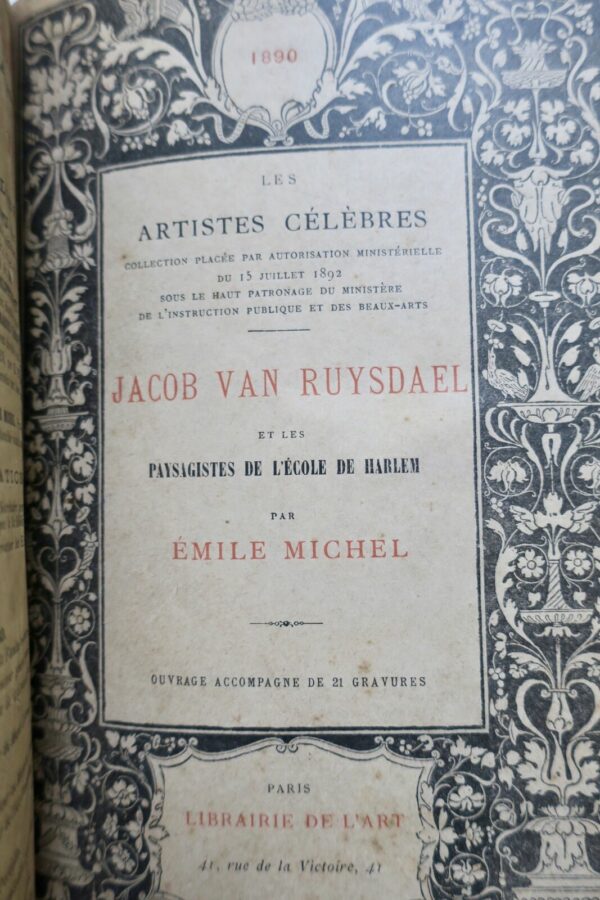 1890
LES
ARTISTES CÉLÈBRES
COLLECTION PLACÉE PAR AUTORISATION MINISTÉRIELLE
DU 15 JUILLET 1892
SOUS LE HAUT PATRONAGE DU MINISTÈRE
DE L'INSTRUCTION PUBLIQUE ET DES BEAUX-ARTS
JACOB VAN RUYSDAEL
ET LES
PAYSAGISTES DE L'ÉCOLE DE HARLEM
PAR
ÉMILE MICHEL
OUVRAGE ACCOMPAGNE DE 21 GRAVURES
PARIS
LIBRAIRIE DE L'ART
41, rue de la Victoire, 41